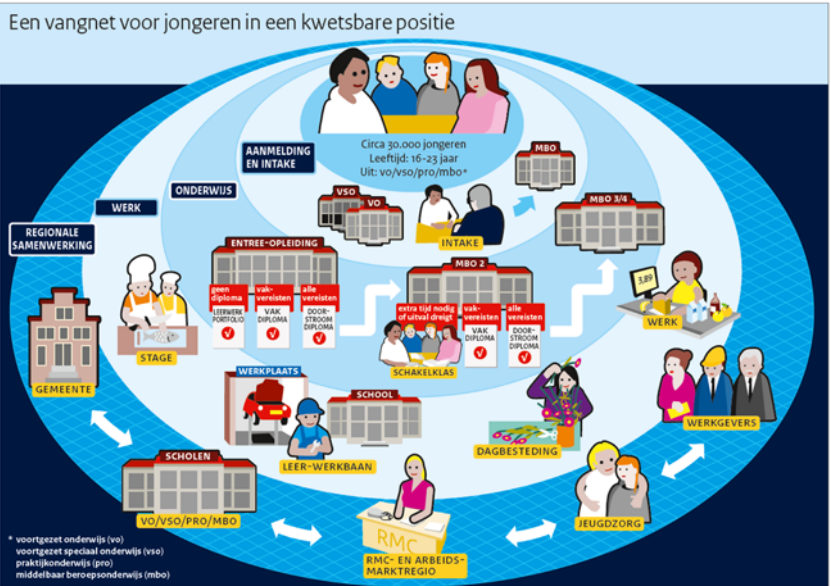 Een vangnet voor jongeren in een kwetsbare positie
Circa 30.000 jongeren
Leeftijd: 16-23 jaar
Uit: vo/vso/pro/mbo*
AANMELDING
EN INTAKE
MBO
ONDERWIJS
VSO
VO
INTAKE
MBO 3/4
WERK
REGIONALE
SAMENWERKING
ENTREE-OPLEIDING
geen
diploma
LEERWERK
PORTFOLIO
vak-
vereisten
VAK
DIPLOMA
alle
vereisten
DOOR-
STROOM
DIPLOMA
MBO 2
extra tijd nodig
of uitval dreigt
SCHAKELKLAS
vak-
vereisten
VAK
DIPLOMA
alle
vereisten
DOOR-
STROOM
DIPLOMA
3,89
WERK
STAGE
GEMEENTE
WERKPLAATS
SCHOOL
LEER-WERKBAAN
DAGBESTEDING
WERKGEVERS
SCHOLEN
VO/VSO/PRO/MBO
RMC
RMC- EN ARBEIDS-
MARKTREGIO
JEUGDZORG
* voortgezet onderwijs (vo)
voortgezet speciaal onderwijs (vso)
praktijkonderwijs (pro)
middelbaar beroepsonderwijs (mbo)